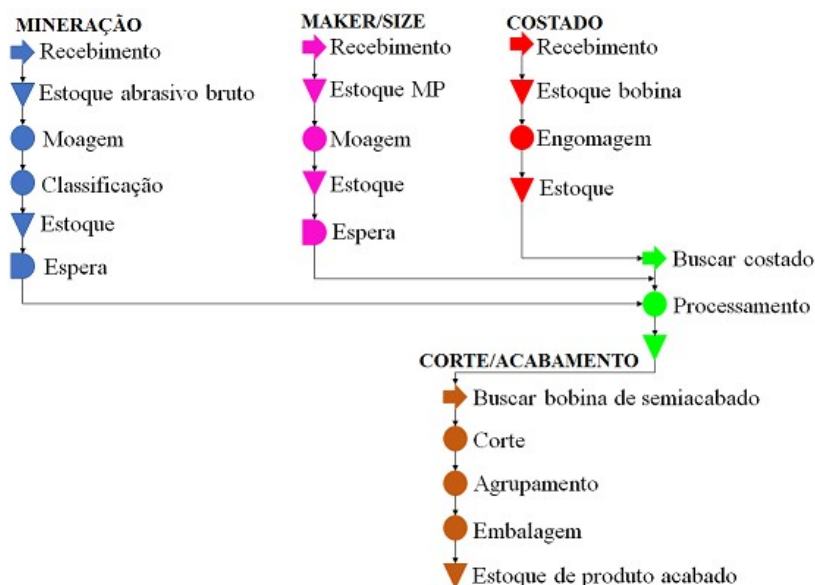 MINERAÇÃO
Recebimento
Estoque abrasivo bruto
Moagem
Classificação
Estoque
Espera
MAKER/SIZE
Recebimento
Estoque MP
Moagem
Estoque
Espera
COSTADO
Recebimento
Estoque bobina
Engomagem
Estoque
Buscar costado
Processamento
CORTE/ACABAMENTO
Buscar bobina de semiacabado
Corte
Agrupamento
Embalagem
Estoque de produto acabado